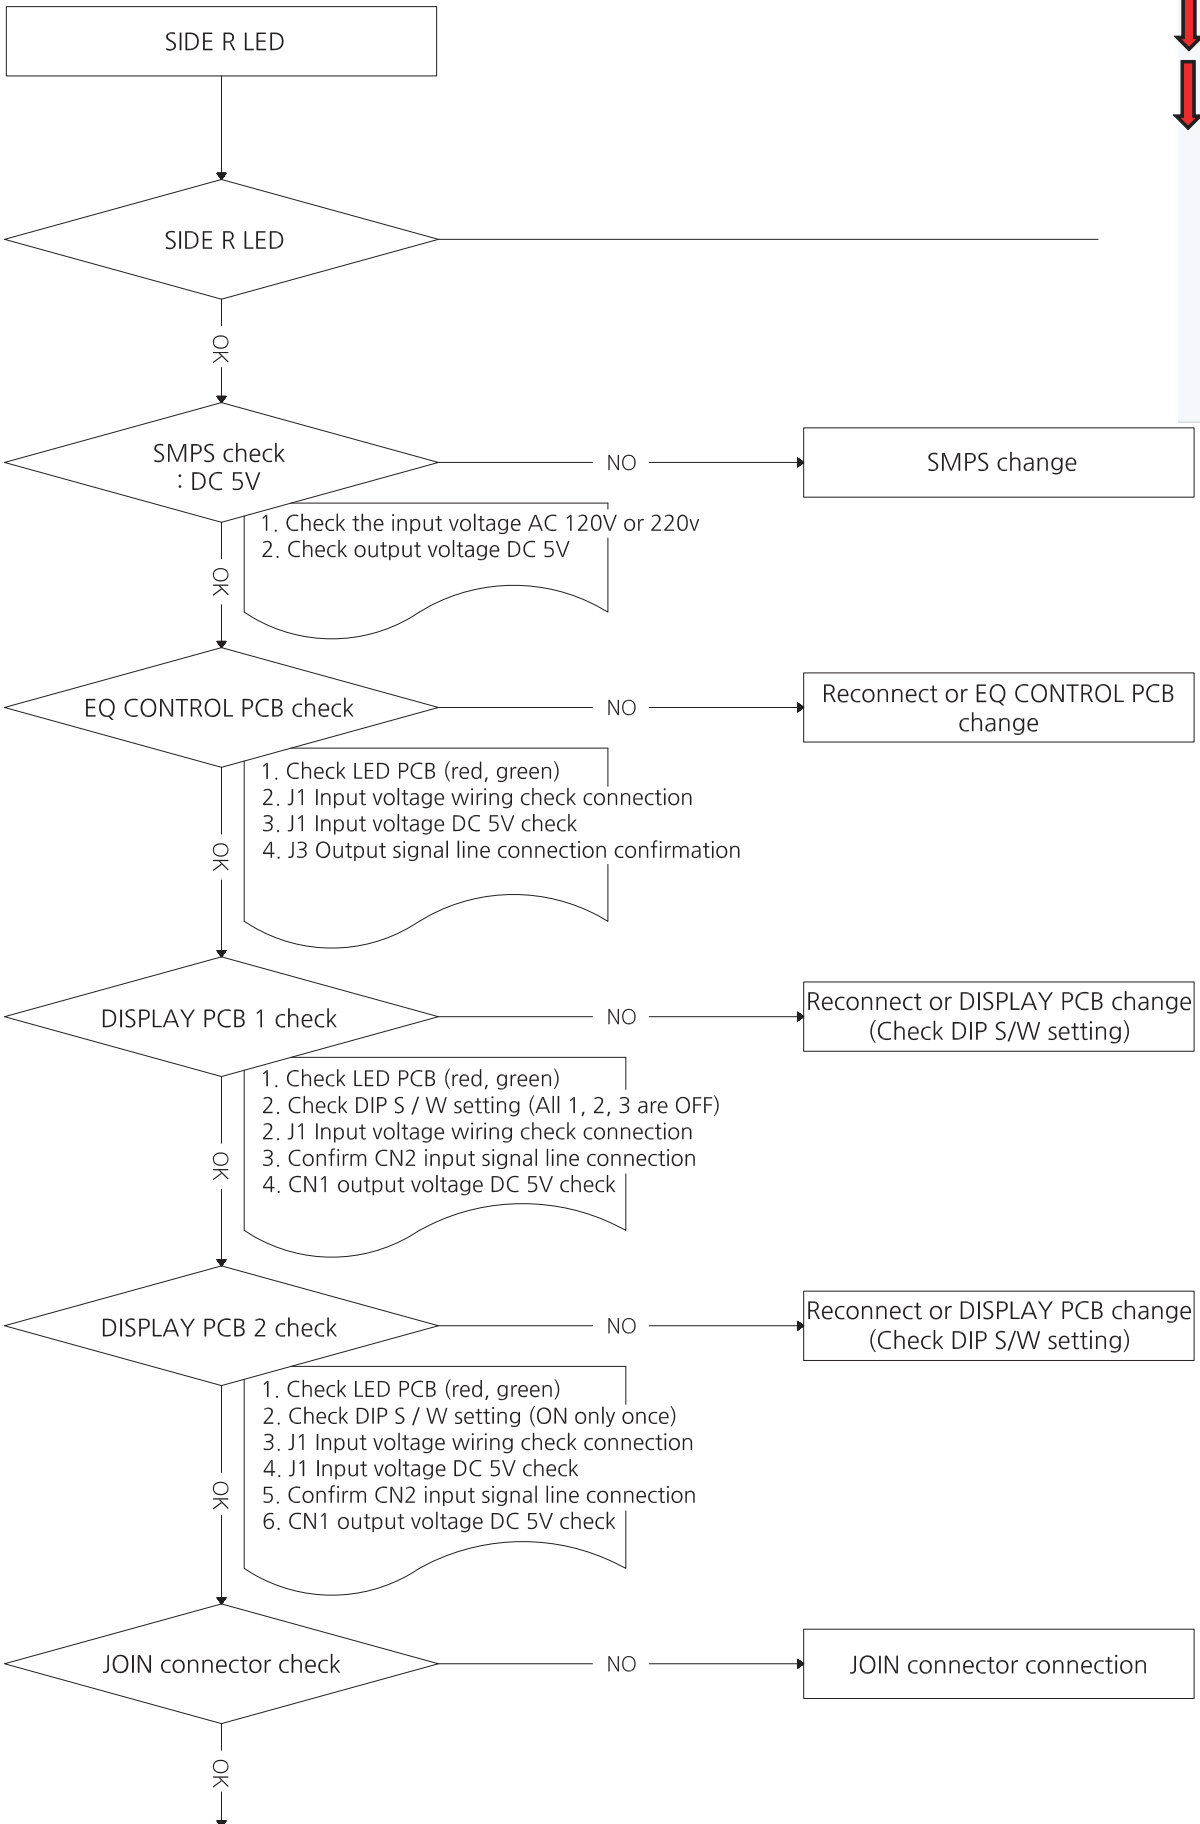 SIDE R LED
SIDE R LED
OK
SMPS check
: DC 5V
NO
SMPS change
1. Check the input voltage AC 120V or 220v
2. Check output voltage DC 5V
OK
EQ CONTROL PCB check
NO
Reconnect or EQ CONTROL PCB
change
1. Check LED PCB (red, green)
2. J1 Input voltage wiring check connection
3. J1 Input voltage DC 5V check
4. J3 Output signal line connection confirmation
OK
DISPLAY PCB 1 check
NO
Reconnect or DISPLAY PCB change
(Check DIP S/W setting)
1. Check LED PCB (red, green)
2. Check DIP S / W setting (All 1, 2, 3 are OFF)
2. J1 Input voltage wiring check connection
3. Confirm CN2 input signal line connection
4. CN1 output voltage DC 5V check
OK
DISPLAY PCB 2 check
NO
Reconnect or DISPLAY PCB change
(Check DIP S/W setting)
1. Check LED PCB (red, green)
2. Check DIP S / W setting (ON only once)
3. J1 Input voltage wiring check connection
4. J1 Input voltage DC 5V check
5. Confirm CN2 input signal line connection
6. CN1 output voltage DC 5V check
OK
JOIN connector check
NO
JOIN connector connection
OK